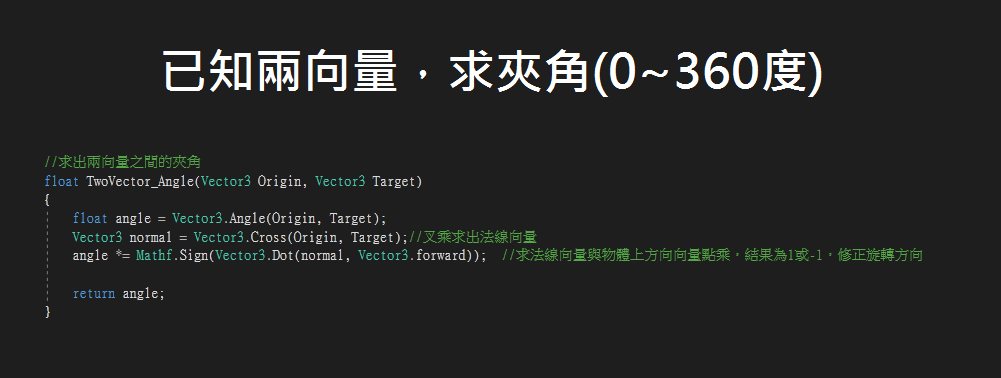 已知兩向量，求夾角(0~360度)
//求出兩向量之間的夾角
float TwoVector_Angle(Vector3 Origin, Vector3 Target)
{
float angle = Vector3.Angle(Origin, Target);
Vector3 normal = Vector3.Cross(Origin, Target);//叉乘求出法線向量
angle *= Mathf.Sign(Vector3.Dot(normal, Vector3.forward)); //求法線向量與物體上方向向量點乘，結果為1或-1，修正旋轉方向
return angle;
}